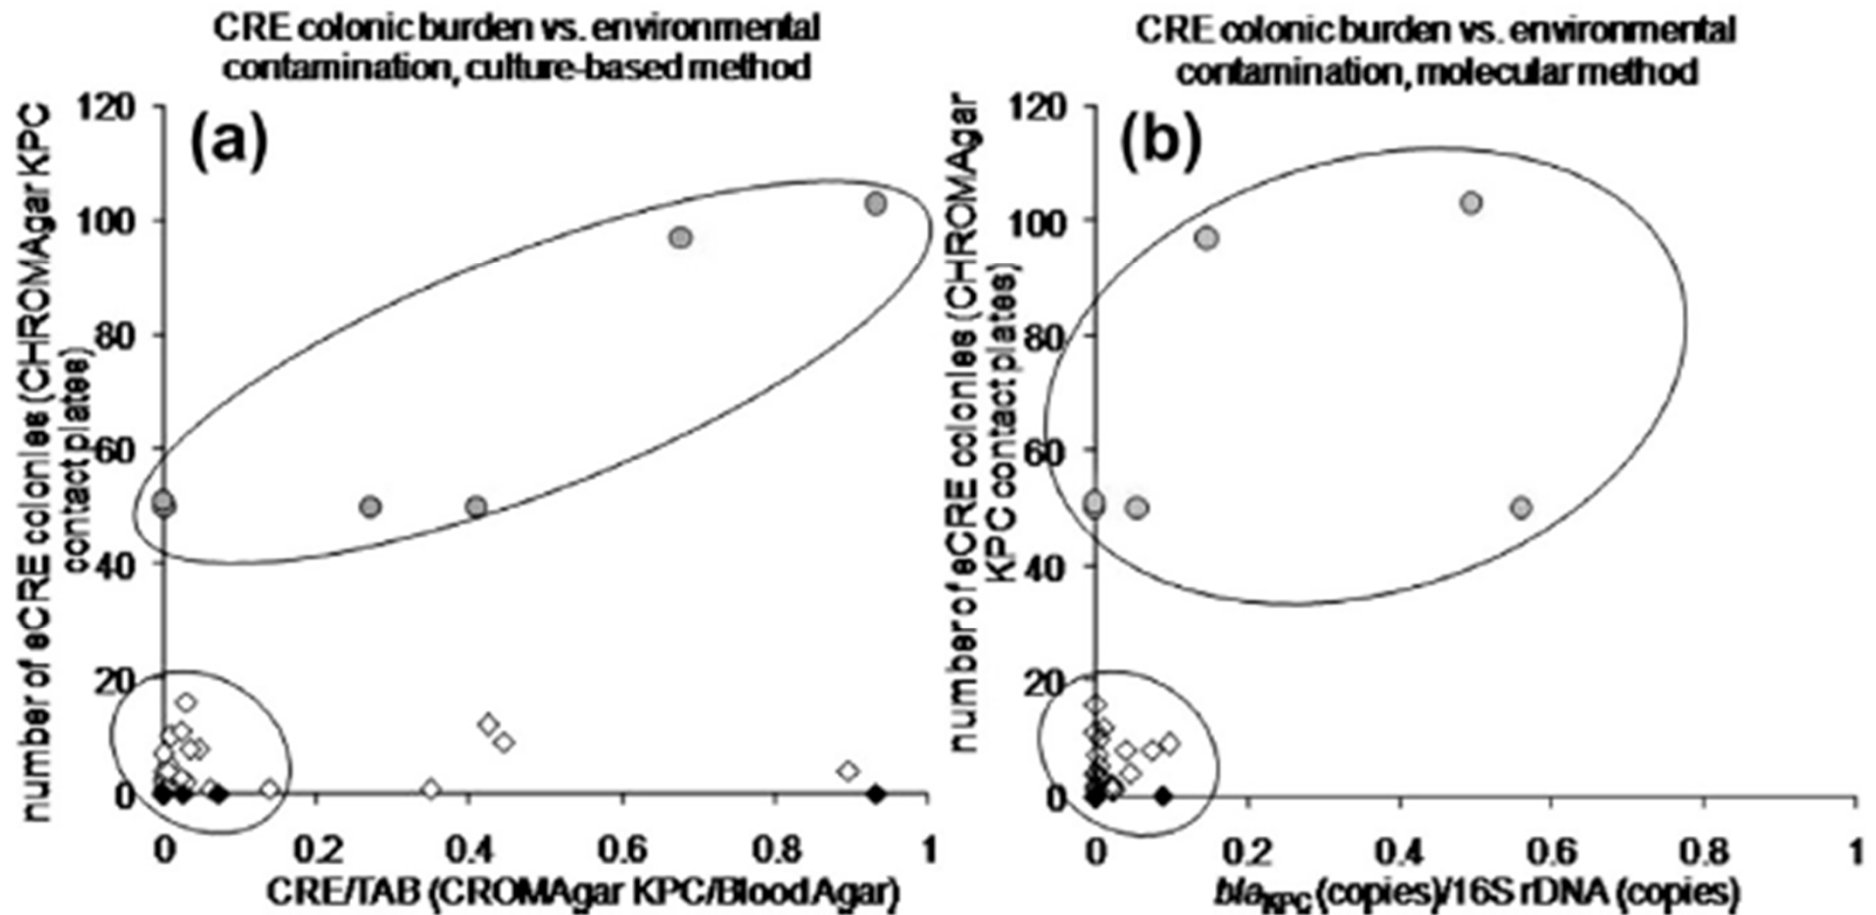 CRE colonic burden vs. environmental
contamination, culture-based method
(a)
number of eCRE colonies (CHROMAgar KPC
contact plates)
120
100
80
60
40
20
0
0 0.2 0.4 0.6 0.8 1
CRE/TAB (CROMAgar KPC/Blood Agar)
CRE colonic burden vs. environmental
contamination, molecular method
(b)
number of eCRE colonies (CHROMAgar
KPC contact plates)
120
100
80
60
40
20
0
0 0.2 0.4 0.6 0.8 1
blaKPC (copies)/16S rDNA (copies)